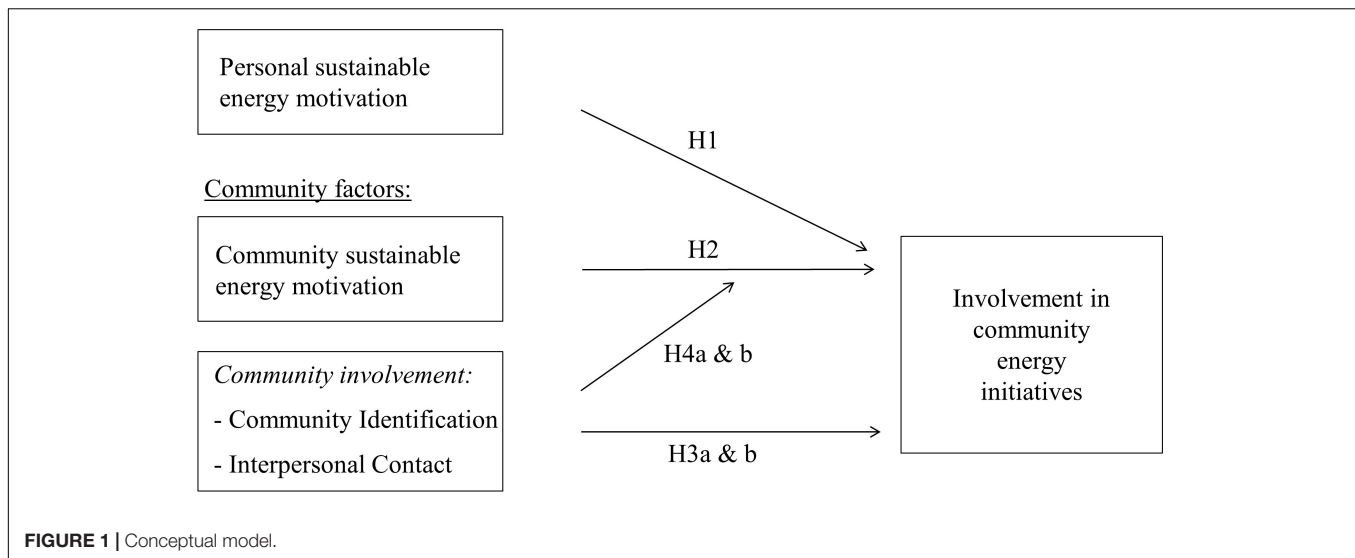 Personal sustainable
energy motivation
H1
Community factors:
Community sustainable
energy motivation
H2
Involvement in
community
energy
initiatives
H4a & b
Community involvement:
- Community Identification
- Interpersonal Contact
H3a & b
FIGURE 1 | Conceptual model.